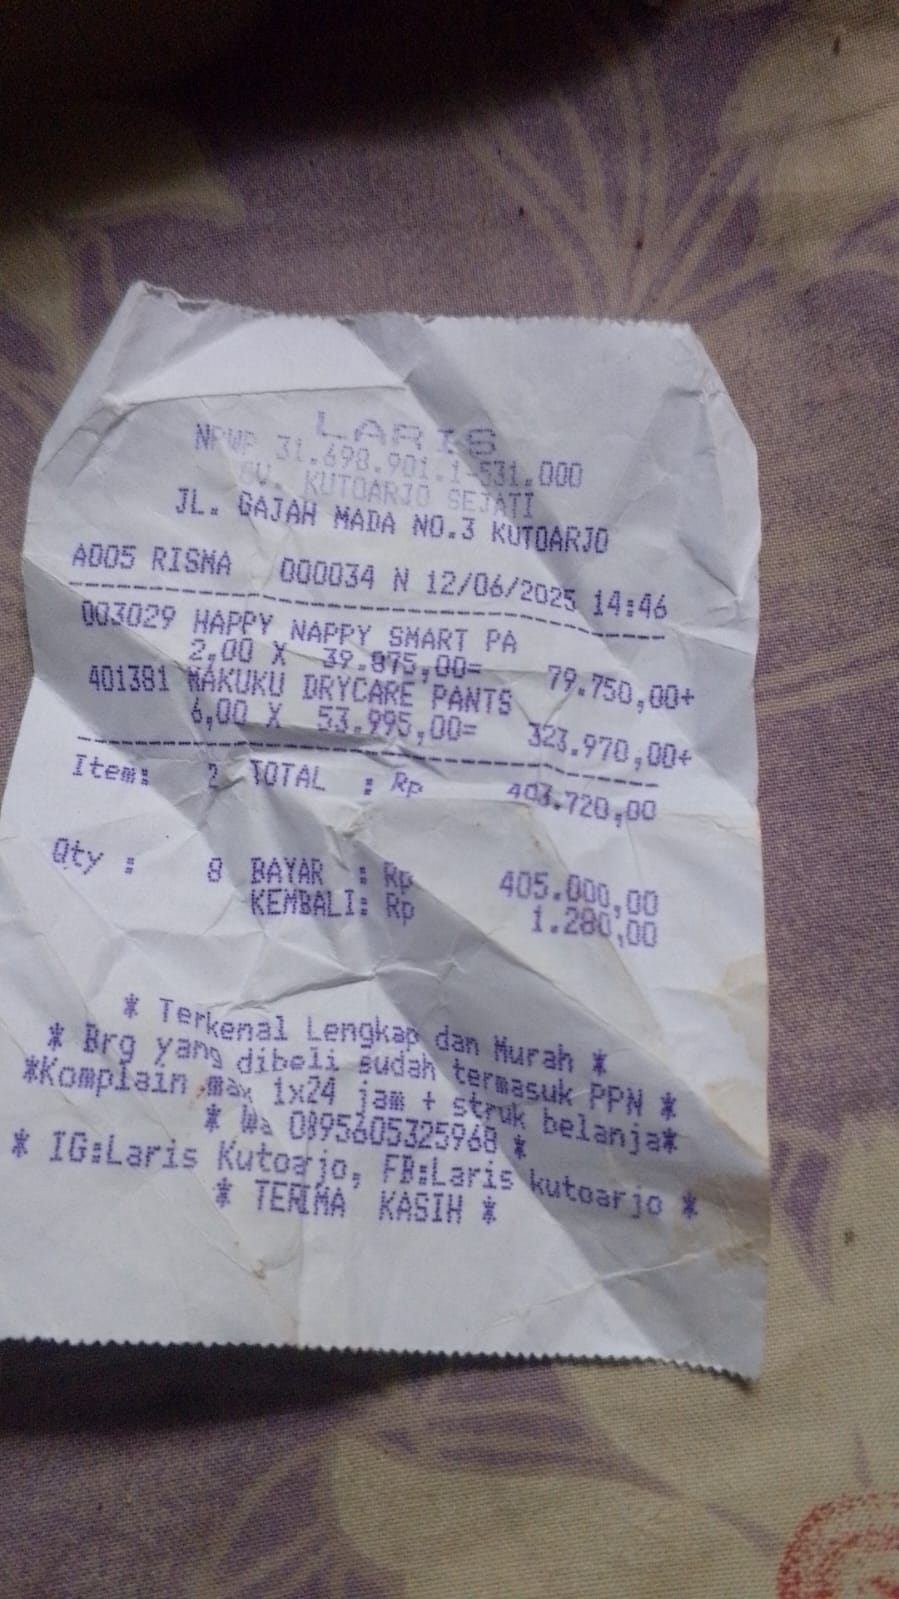 LARIS
NPWP 31.698.901.1-531.000
CV. KUTOARJO SEJATI
JL. GAJAH MADA NO.3 KUTOARJO
A005 RISMA 000034 N 12/06/2025 14:46
003029 HAPPY NAPPY SMART PA
2,00 X 39.875,00= 79.750,00+
401381 MAKUKU DRYCARE PANTS
6,00 X 53.995,00= 323.970,00+
Item: 2 TOTAL : Rp 403.720,00
Qty : 8 BAYAR : Rp 405.000,00
KEMBALI: Rp 1.280,00
* Terkenal Lengkap dan Murah *
* Brg yang dibeli sudah termasuk PPN *
*Komplain max 1x24 jam + struk belanja*
* Wa 0895605325968 *
* IG:Laris Kutoarjo, FB:Laris kutoarjo *
* TERIMA KASIH *